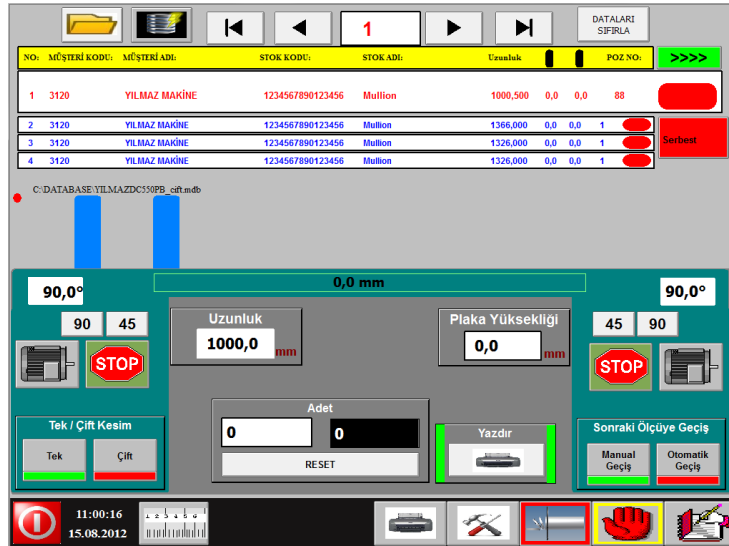 1
DATALARI
SIFIRLA
NO: MÜŞTERİ KODU: MÜŞTERİ ADI: STOK KODU: STOK ADI: Uzunluk POZ NO: >>>>
1 3120 YILMAZ MAKİNE 1234567890123456 Mullion 1000,500 0,0 0,0 88
2 3120 YILMAZ MAKİNE 1234567890123456 Mullion 1366,000 0,0 0,0 1
3 3120 YILMAZ MAKİNE 1234567890123456 Mullion 1326,000 0,0 0,0 1
4 3120 YILMAZ MAKİNE 1234567890123456 Mullion 1326,000 0,0 0,0 1
Serbest
C:\DATABASE\YILMAZDC550PB_cift.mdb
0,0 mm
90,0°
90,0°
90 45
Uzunluk
1000,0 mm
Plaka Yüksekliği
0,0 mm
45 90
STOP
STOP
Tek / Çift Kesim
Tek Çift
Adet
0 0
RESET
Yazdır
Sonraki Ölçüye Geçiş
Manual
Geçiş
Otomatik
Geçiş
11:00:16
15.08.2012
1 2 3 4 5 6